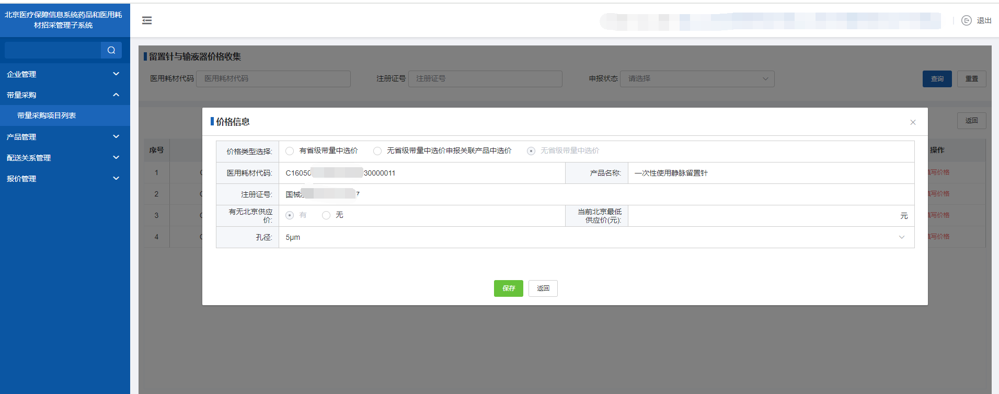 北京医疗保障信息系统药品和医用耗
材招采管理子系统
退出
企业管理
带量采购
带量采购项目列表
产品管理
配送关系管理
报价管理
留置针与输液器价格收集
医用耗材代码 医用耗材代码 注册证号 注册证号 申报状态 请选择 查询 重置
返回
序号 操作
1 C 填写价格
2 填写价格
3 C 填写价格
4 C 填写价格
价格信息
价格类型选择: 有省级带量中选价 无省级带量中选价申报关联产品中选价 无省级带量中选价
医用耗材代码: C1605 30000011 产品名称: 一次性使用静脉留置针
注册证号: 国械 7
有无北京供应
价: 有 无 当前北京最低
供应价(元): 元
孔径: 5μm
保存 返回